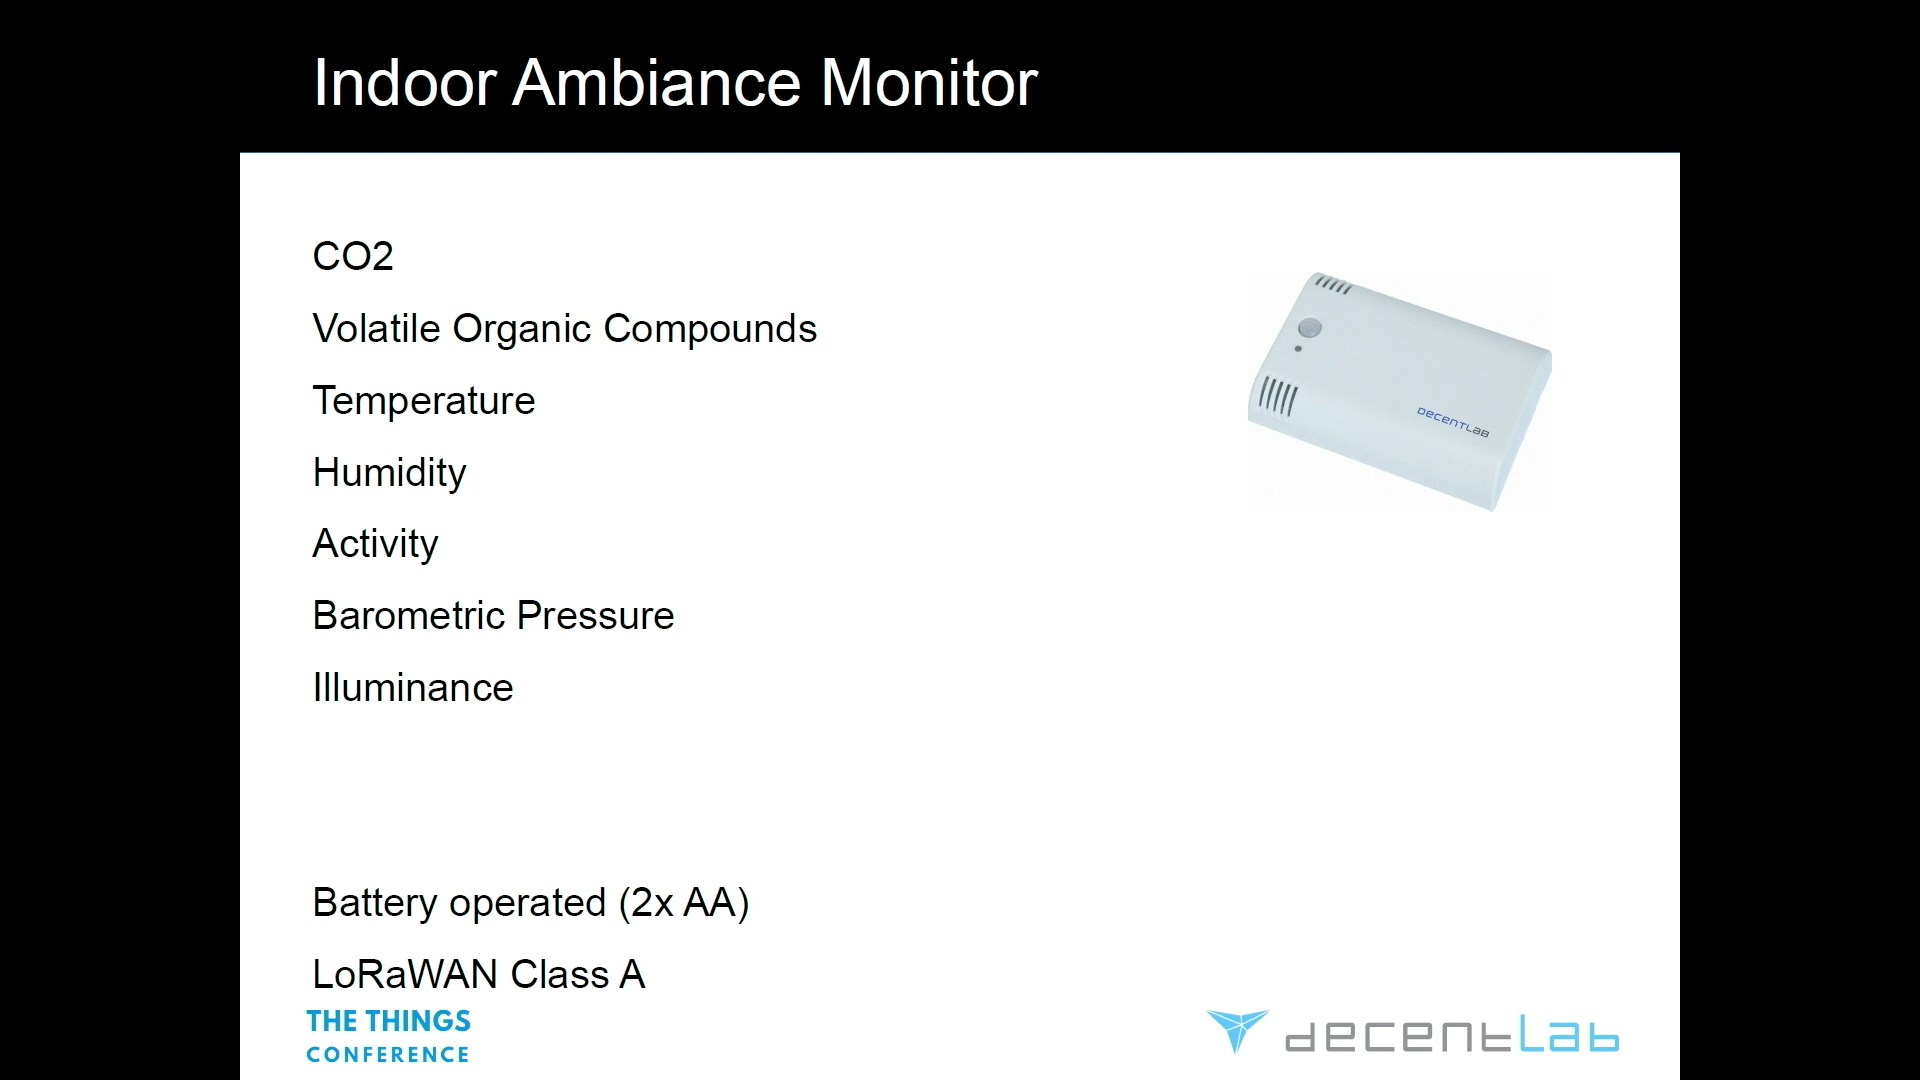 Indoor Ambiance Monitor
CO2
Volatile Organic Compounds
Temperature
Humidity
Activity
Barometric Pressure
Illuminance
DECENTLAB
Battery operated (2x AA)
LoRaWAN Class A
THE THINGS
CONFERENCE
decentlab